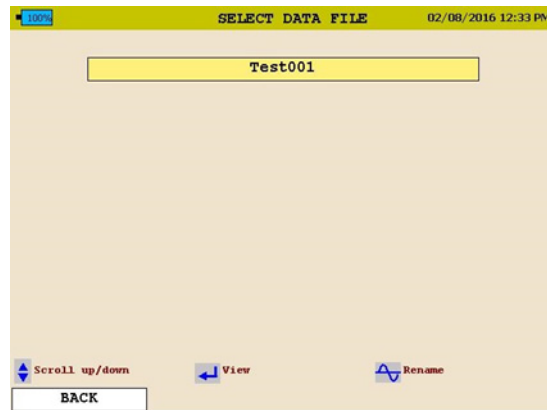 100% SELECT DATA FILE 02/08/2016 12:33 PM
Test001
Scroll up/down View Rename
BACK